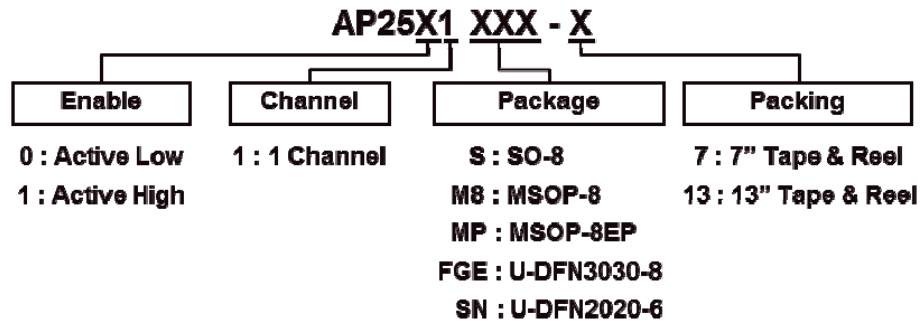 AP25X1 XXX - X
Enable
Channel
Package
Packing
0 : Active Low
1 : Active High
1 : 1 Channel
S : SO-8
M8 : MSOP-8
MP : MSOP-8EP
FGE : U-DFN3030-8
SN : U-DFN2020-6
7 : 7” Tape & Reel
13 : 13” Tape & Reel